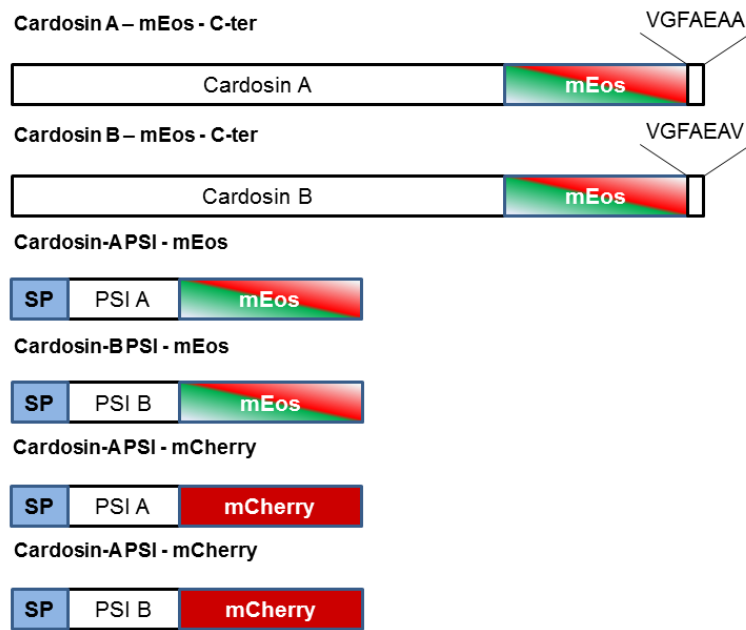 Cardosin A – mEos - C-ter
VGFAEAA
Cardosin A
mEos
Cardosin B – mEos - C-ter
VGFAEAV
Cardosin B
mEos
Cardosin-A PSI - mEos
SP PSI A mEos
Cardosin-B PSI - mEos
SP PSI B mEos
Cardosin-A PSI - mCherry
SP PSI A mCherry
Cardosin-A PSI - mCherry
SP PSI B mCherry